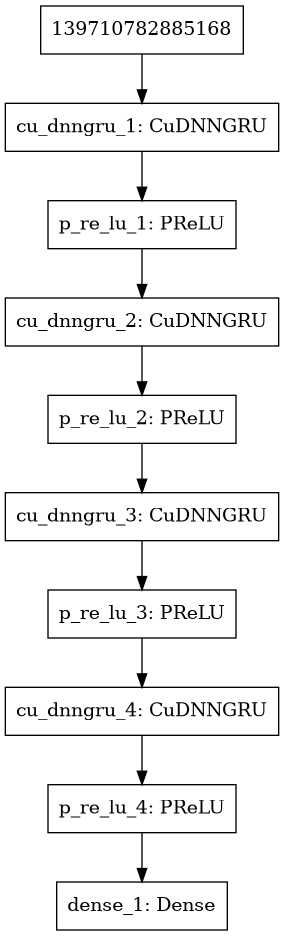 139710782885168
cu_dnngru_1: CuDNNGRU
p_re_lu_1: PReLU
cu_dnngru_2: CuDNNGRU
p_re_lu_2: PReLU
cu_dnngru_3: CuDNNGRU
p_re_lu_3: PReLU
cu_dnngru_4: CuDNNGRU
p_re_lu_4: PReLU
dense_1: Dense